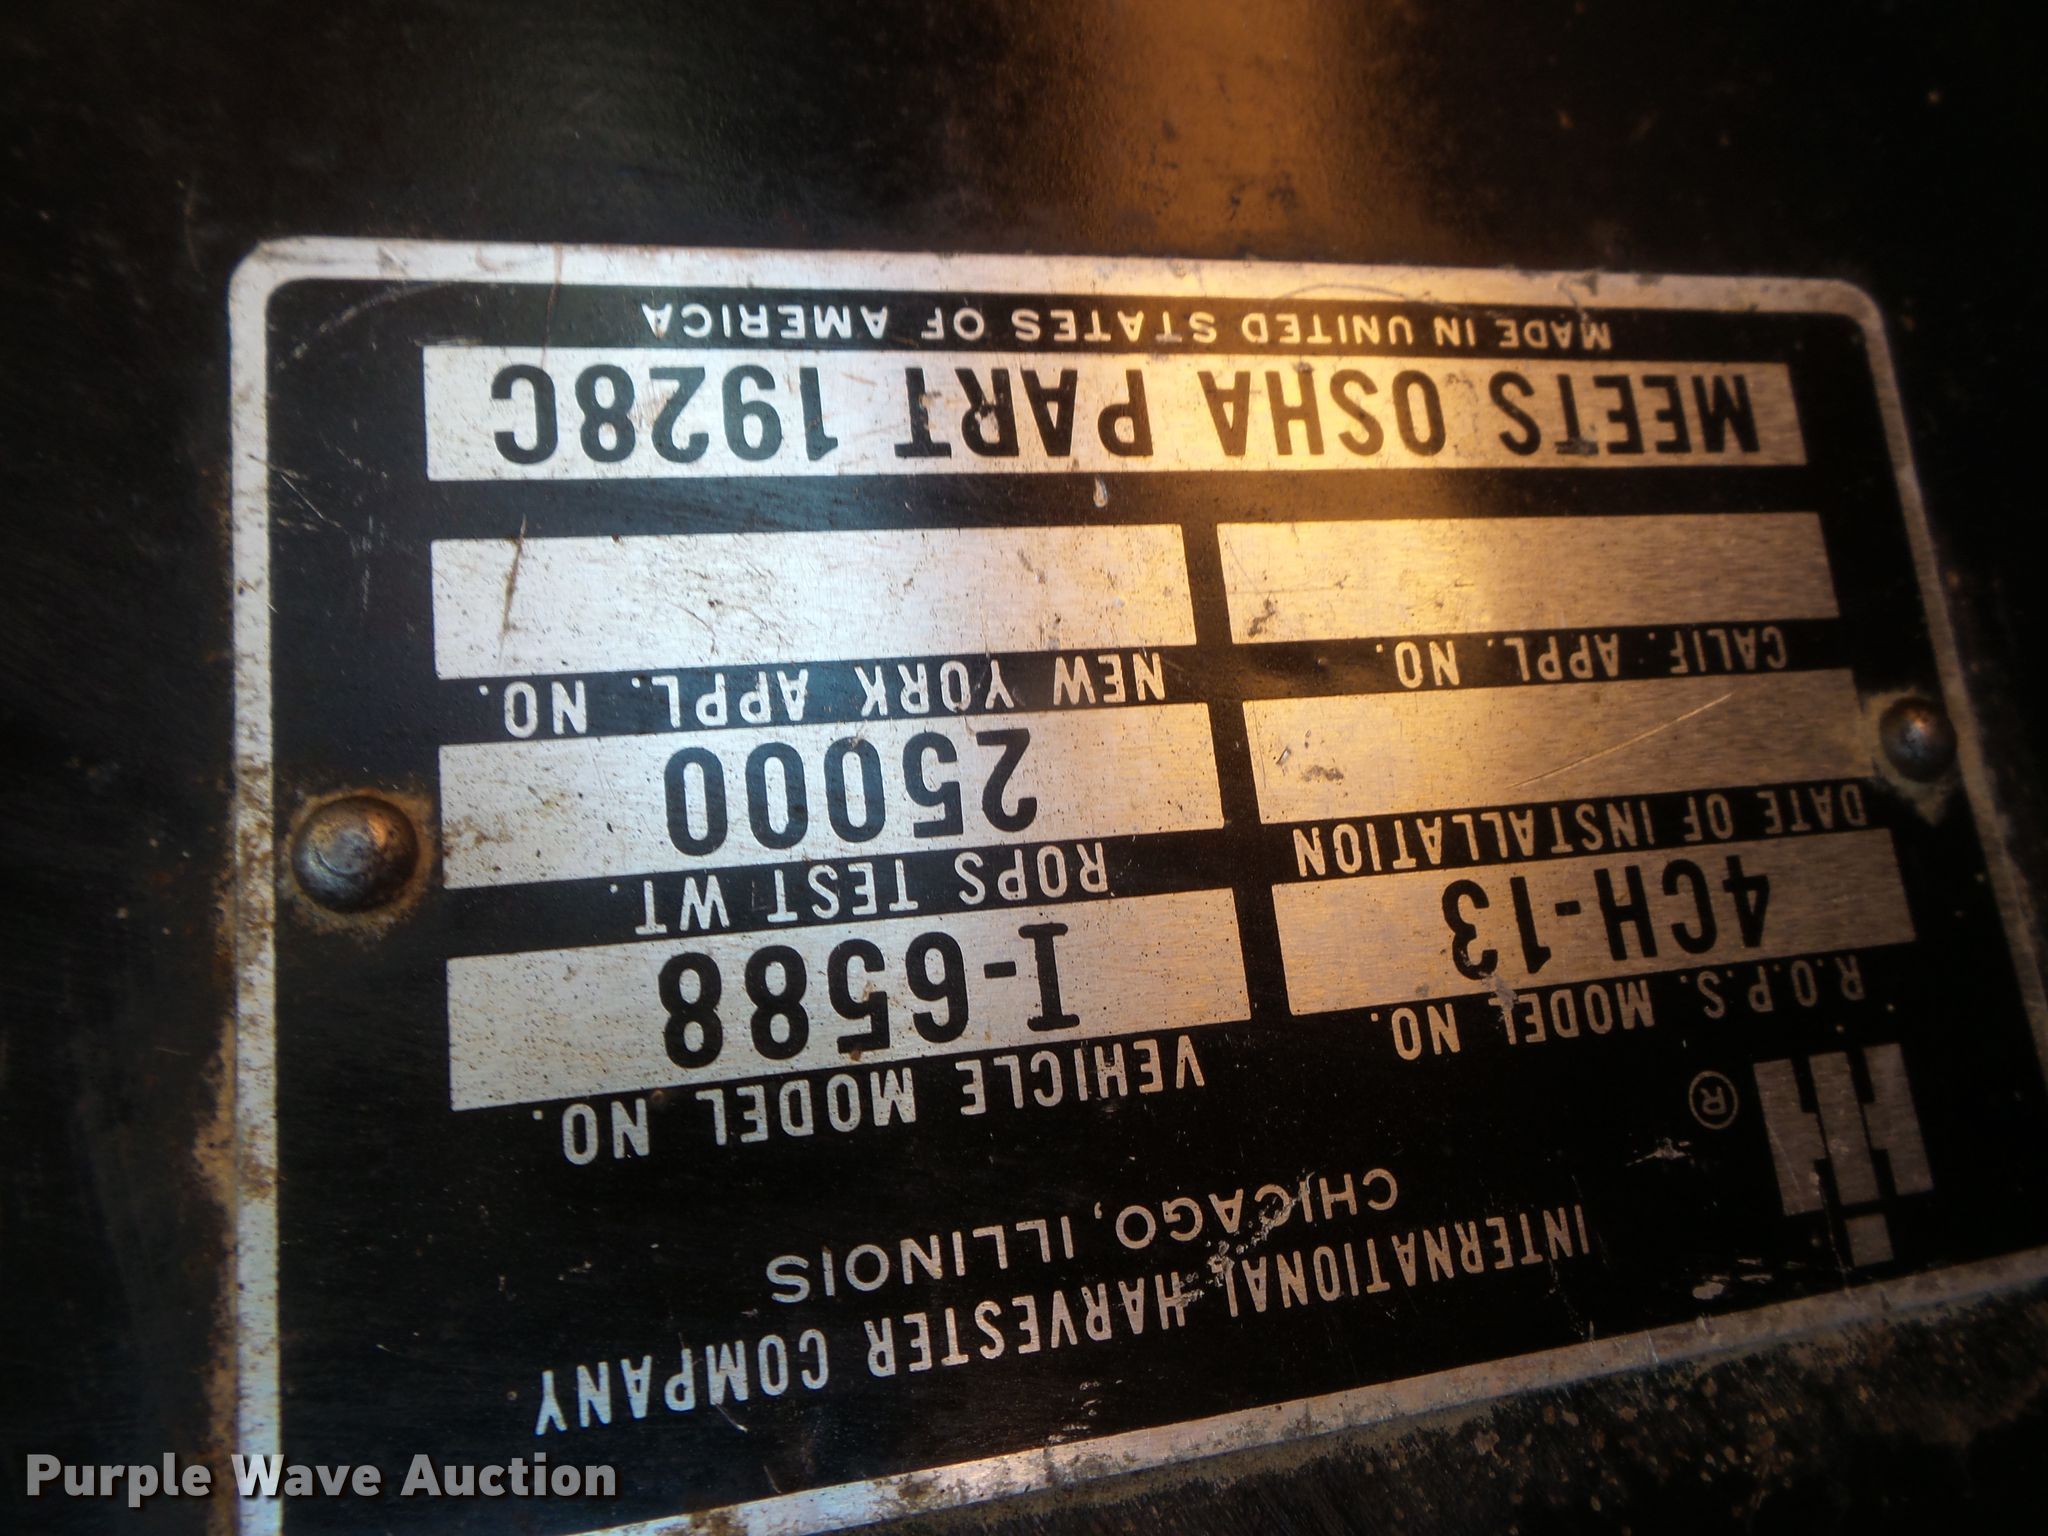 INTERNATIONAL HARVESTER COMPANY
CHICAGO, ILLINOIS
IH ®
R.O.P.S. MODEL NO. VEHICLE MODEL NO.
4CH-13 I-6588
DATE OF INSTALLATION ROPS TEST WT.
25000
CALIF. APPL. NO. NEW YORK APPL. NO.
MEETS OSHA PART 1928C
MADE IN UNITED STATES OF AMERICA
Purple Wave Auction